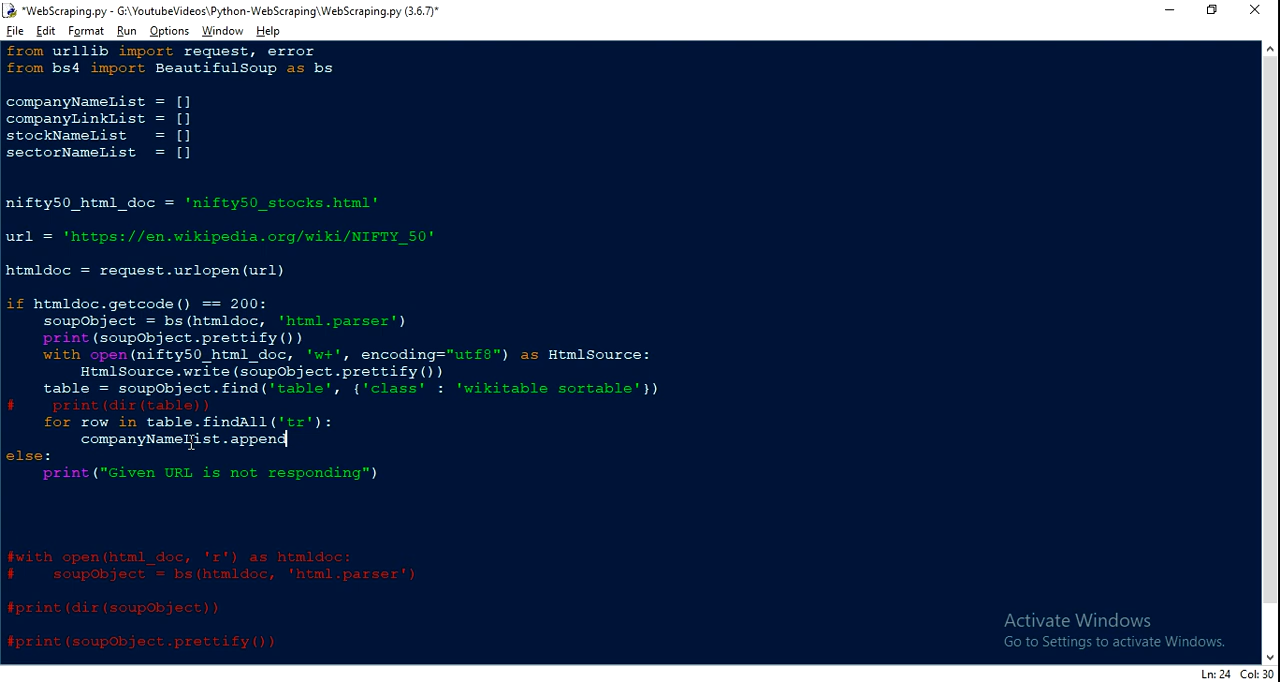 *WebScraping.py - G:\YoutubeVideos\Python-WebScraping\WebScraping.py (3.6.7)*
File Edit Format Run Options Window Help
from urllib import request, error
from bs4 import BeautifulSoup as bs
companyNameList = []
companyLinkList = []
stockNameList   = []
sectorNameList  = []
nifty50_html_doc = 'nifty50_stocks.html'
url = 'https://en.wikipedia.org/wiki/NIFTY_50'
htmldoc = request.urlopen(url)
if htmldoc.getcode() == 200:
    soupObject = bs(htmldoc, 'html.parser')
    print(soupObject.prettify())
    with open(nifty50_html_doc, 'w+', encoding="utf8") as HtmlSource:
        HtmlSource.write(soupObject.prettify())
    table = soupObject.find('table', {'class' : 'wikitable sortable'})
#    print(dir(table))
    for row in table.findAll('tr'):
        companyNameList.append
else:
    print("Given URL is not responding")
#with open(html_doc, 'r') as htmldoc:
#    soupObject = bs(htmldoc, 'html.parser')
#print(dir(soupObject))
#print(soupObject.prettify())
Activate Windows
Go to Settings to activate Windows.
Ln: 24 Col: 30